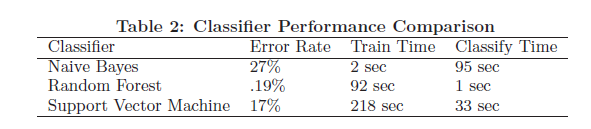 Table 2: Classifier Performance Comparison
Classifier Error Rate Train Time Classify Time
Naive Bayes 27% 2 sec 95 sec
Random Forest .19% 92 sec 1 sec
Support Vector Machine 17% 218 sec 33 sec